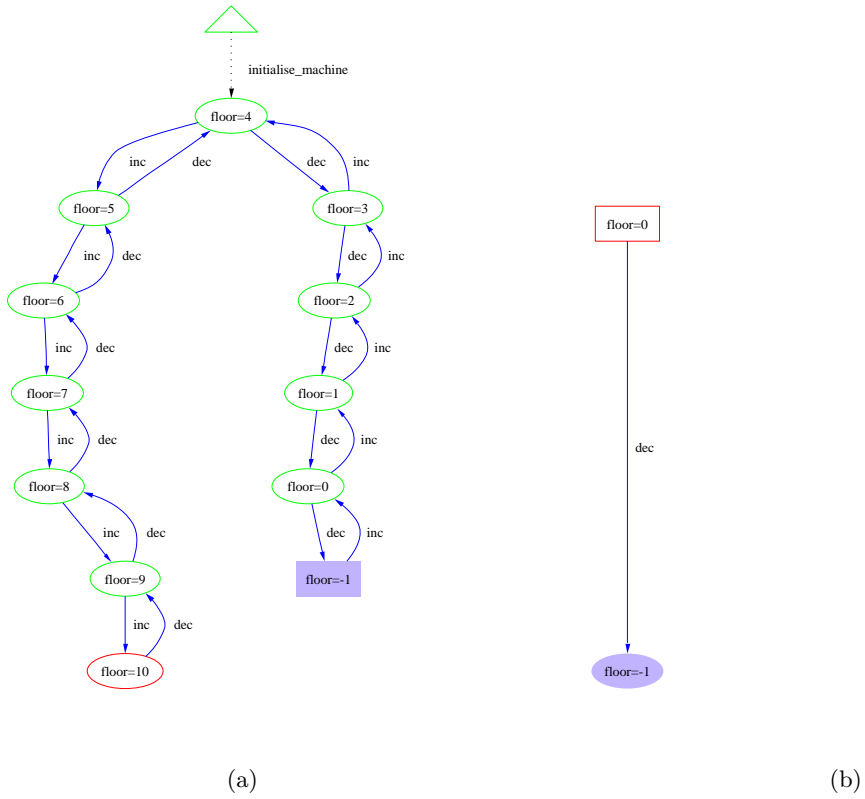 initialise_machine
floor=4
inc
dec
dec
inc
floor=5
floor=3
floor=0
inc
dec
dec
inc
floor=6
floor=2
inc
dec
dec
inc
floor=7
floor=1
inc
dec
dec
inc
dec
floor=8
floor=0
inc
dec
dec
inc
floor=9
floor=-1
inc
dec
floor=10
floor=-1
(a)
(b)